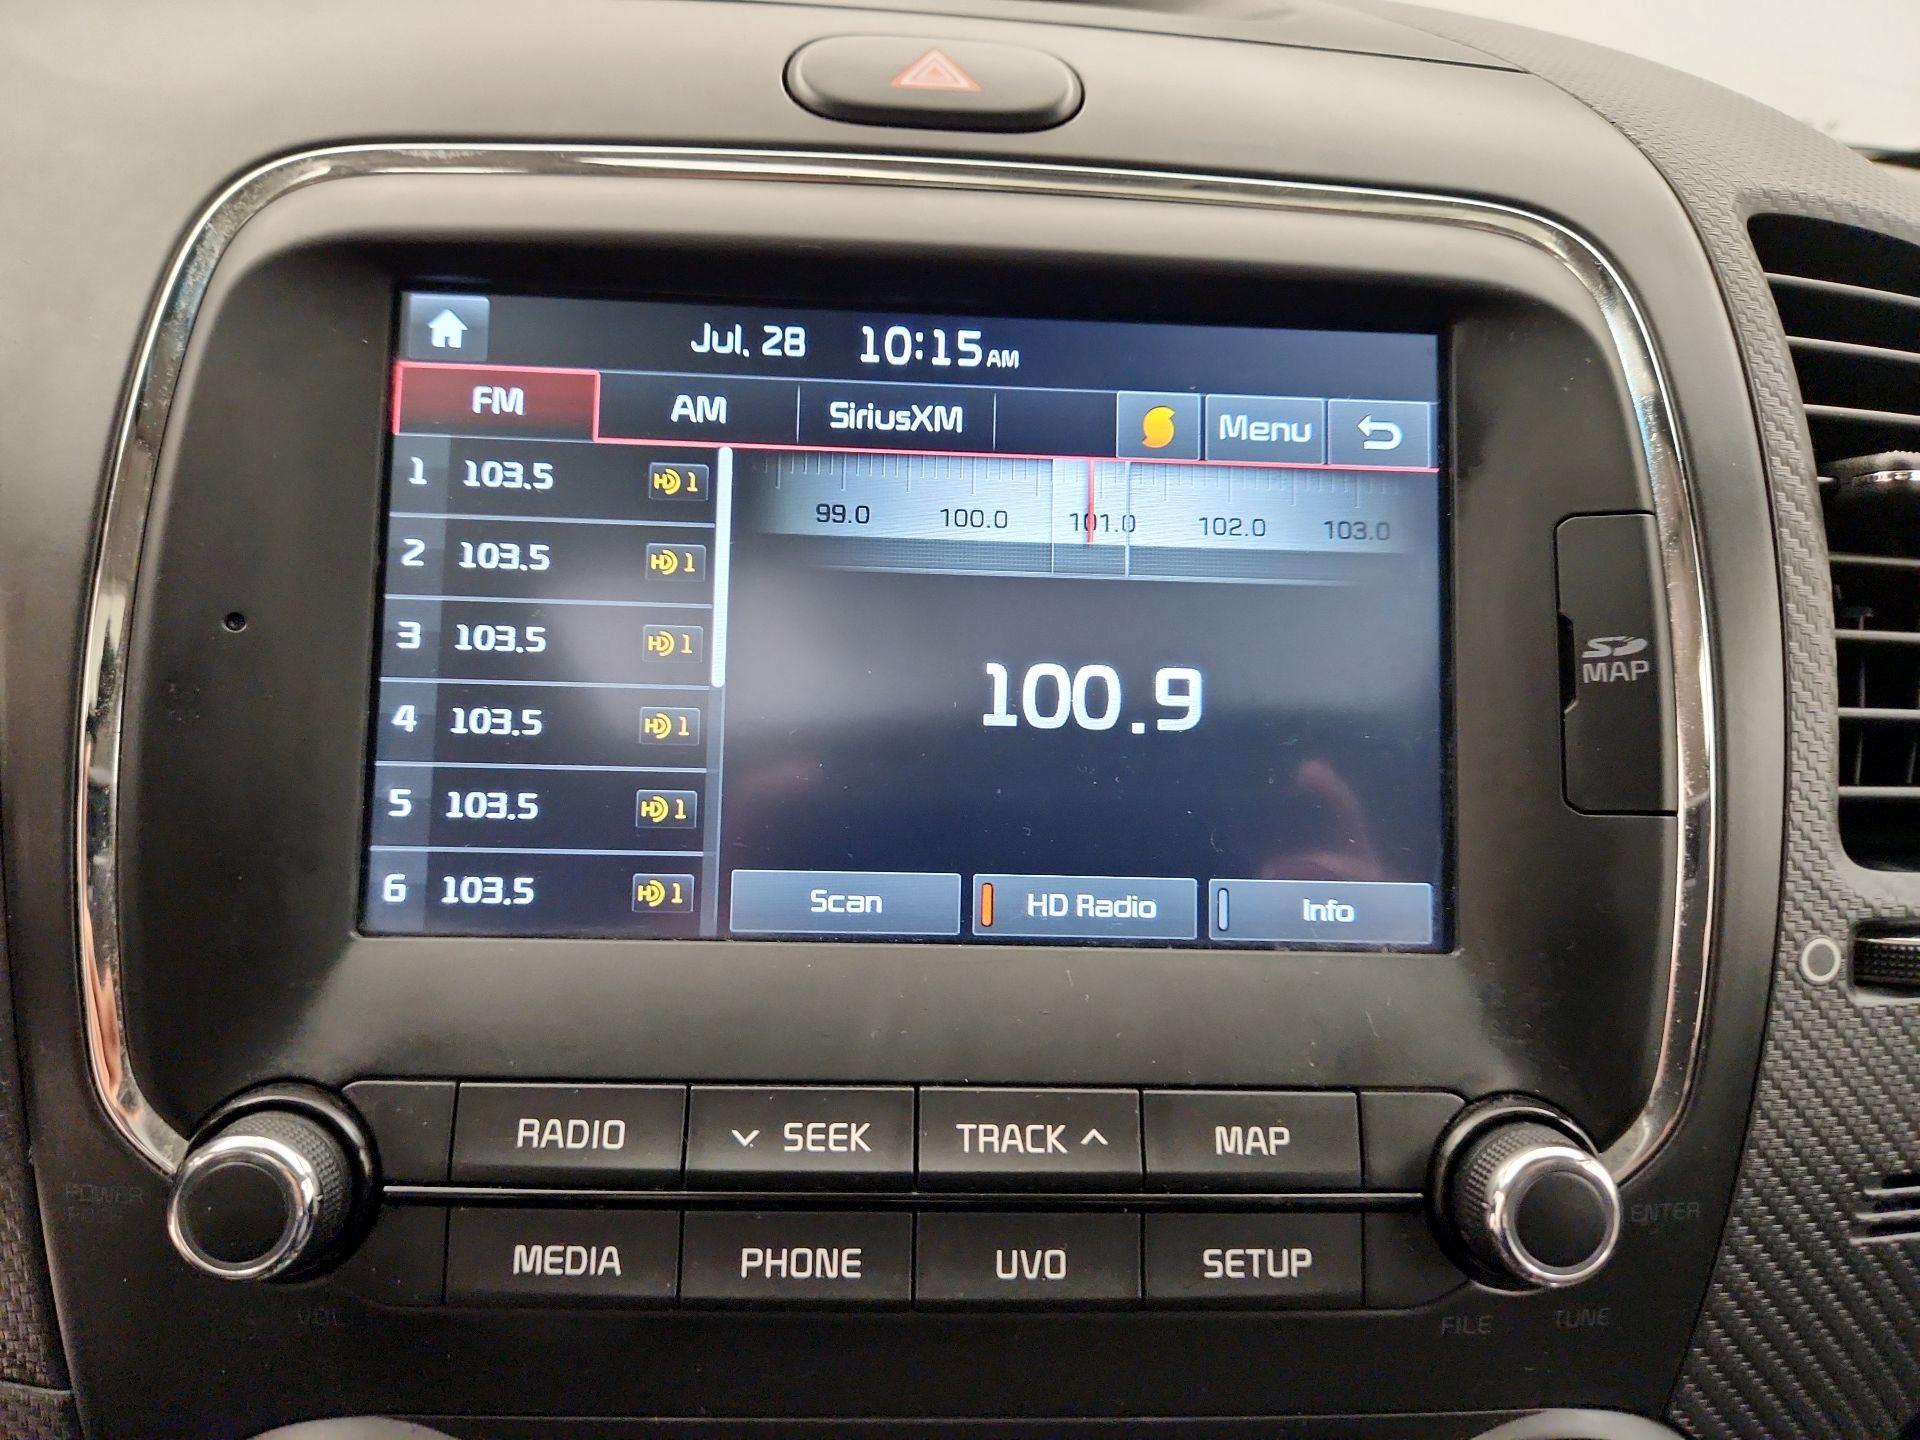 Jul. 28 10:15 AM
FM AM SiriusXM Menu
1 103.5 HD 1
2 103.5 HD 1
3 103.5 HD 1
4 103.5 HD 1
5 103.5 HD 1
6 103.5 HD 1
99.0 100.0 101.0 102.0 103.0
100.9
Scan HD Radio Info
SD
MAP
RADIO SEEK TRACK MAP
POWER
PUSH
ENTER
MEDIA PHONE UVO SETUP
VOL
FILE TUNE